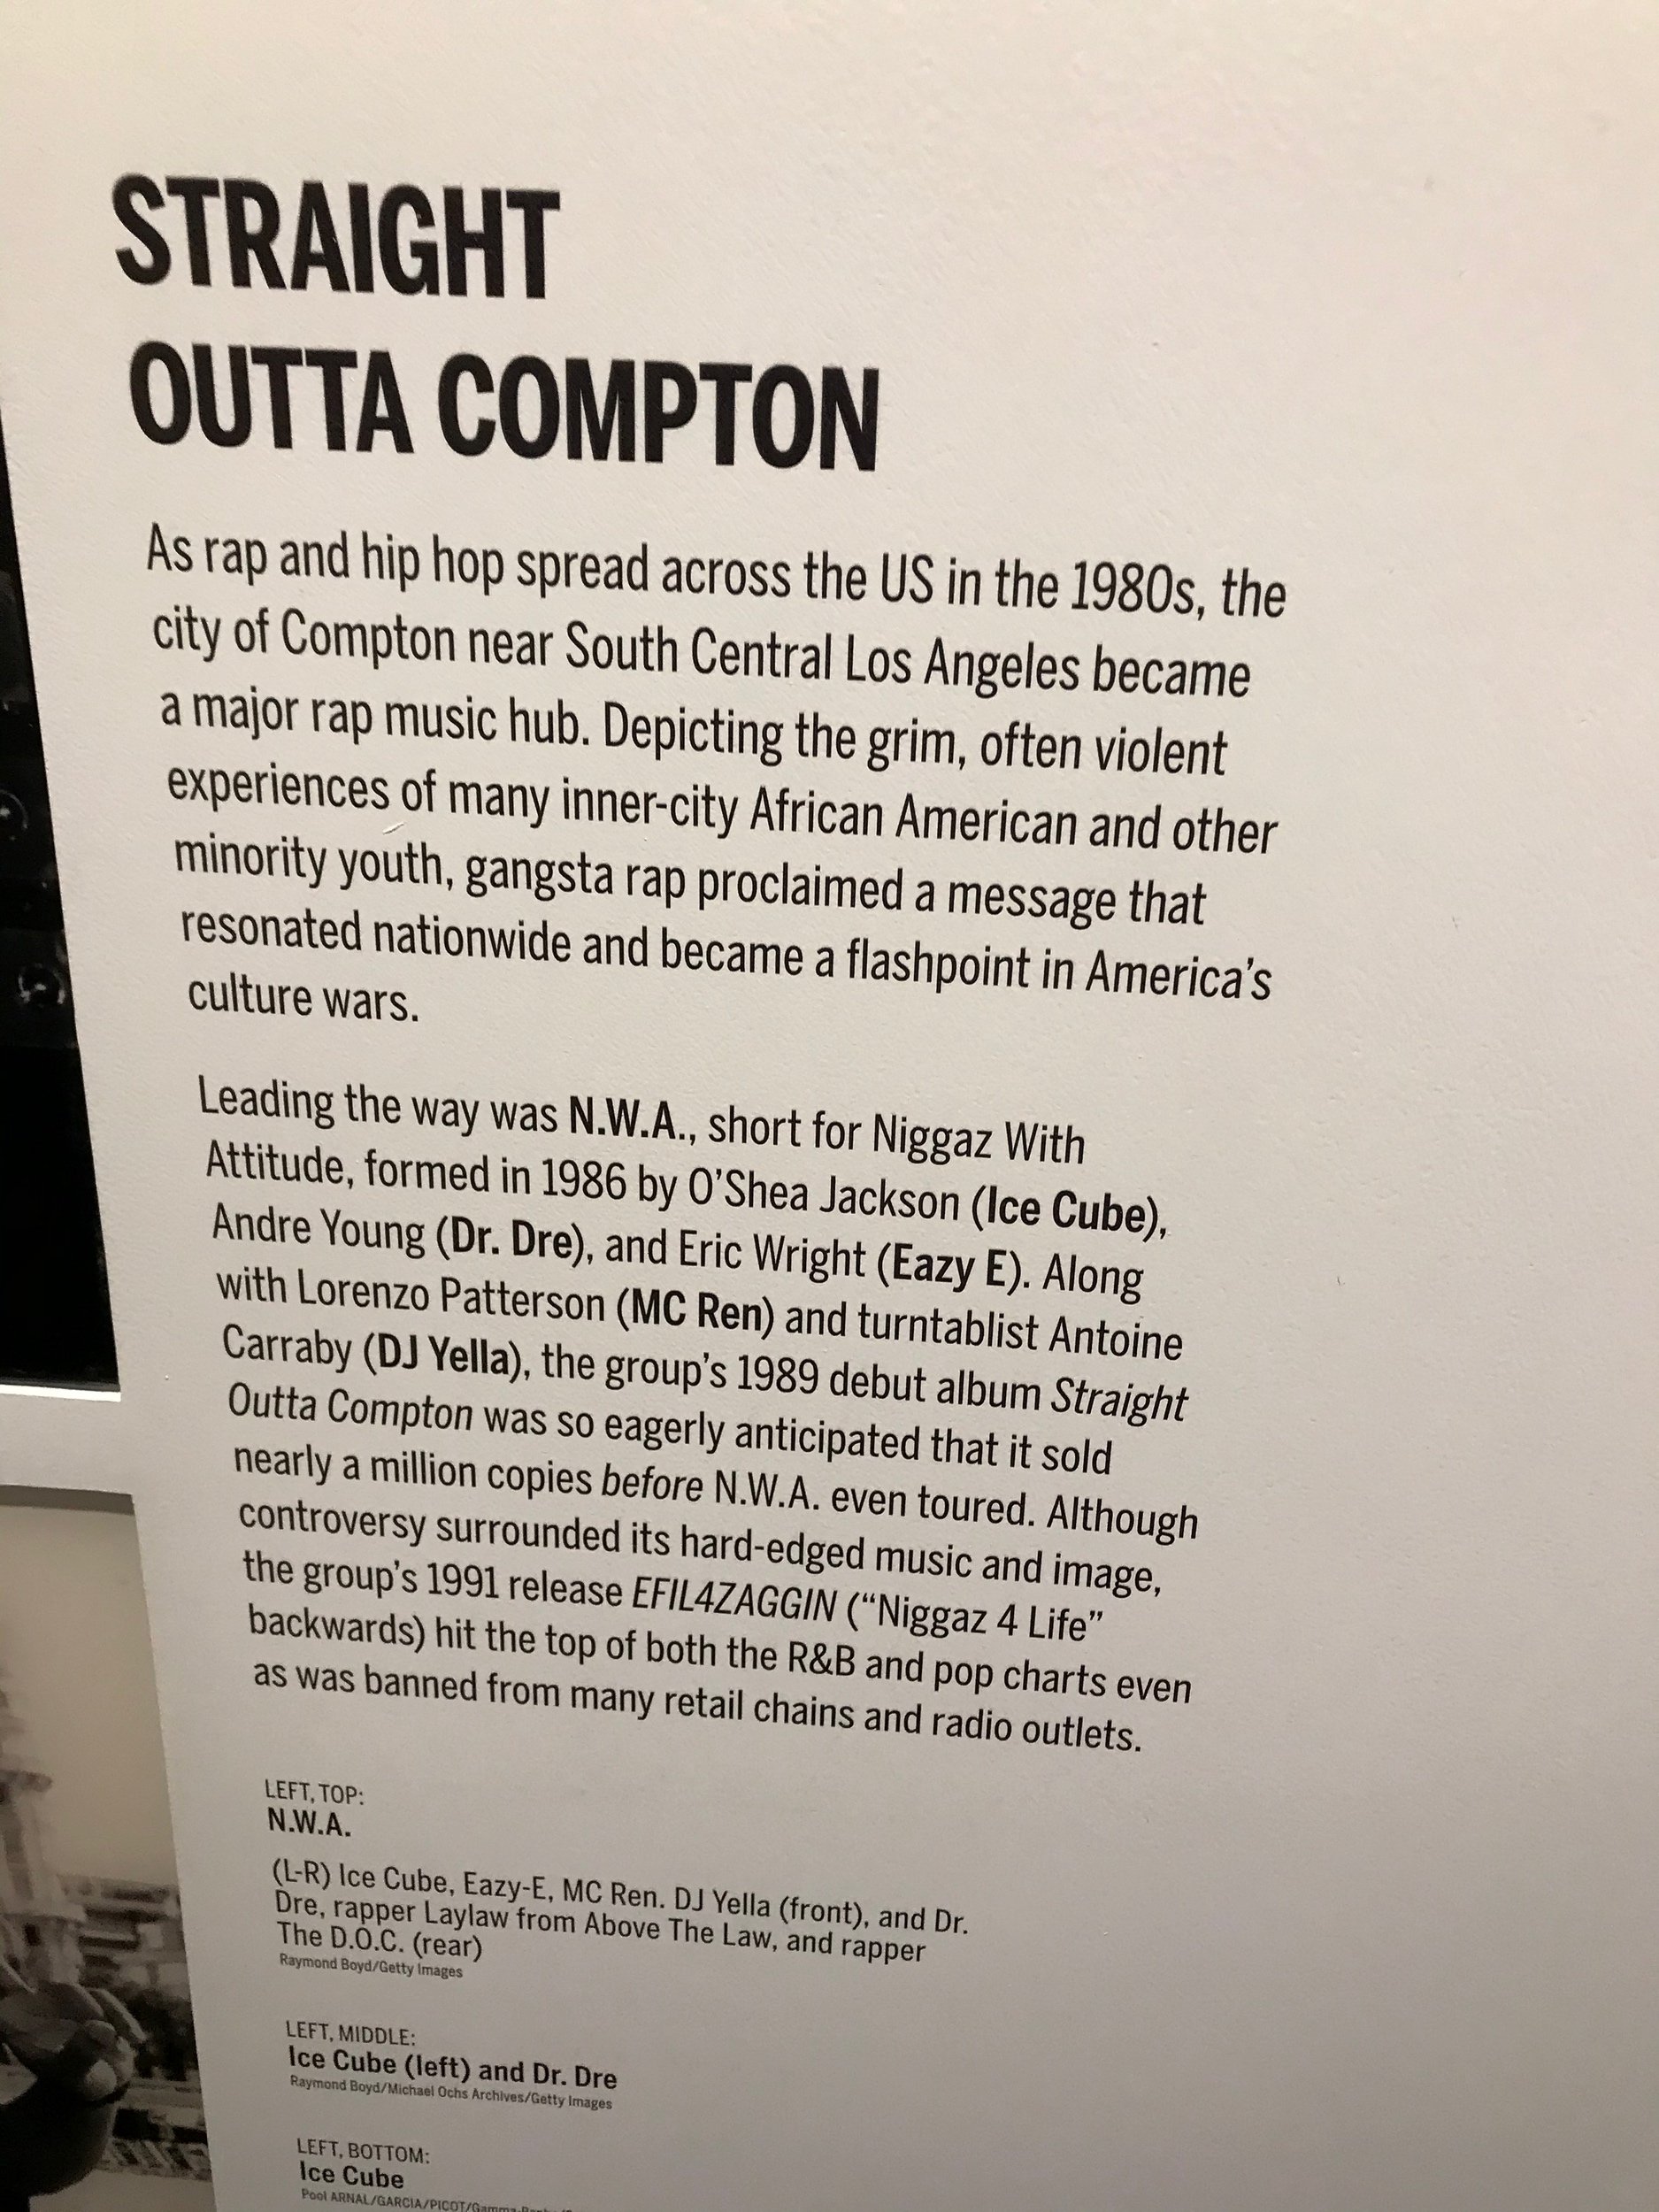 STRAIGHT
OUTTA COMPTON
As rap and hip hop spread across the US in the 1980s, the
city of Compton near South Central Los Angeles became
a major rap music hub. Depicting the grim, often violent
experiences of many inner-city African American and other
minority youth, gangsta rap proclaimed a message that
resonated nationwide and became a flashpoint in America's
culture wars.
Leading the way was N.W.A., short for Niggaz With
Attitude, formed in 1986 by O'Shea Jackson (Ice Cube),
Andre Young (Dr. Dre), and Eric Wright (Eazy E). Along
with Lorenzo Patterson (MC Ren) and turntablist Antoine
Carraby (DJ Yella), the group's 1989 debut album Straight
Outta Compton was so eagerly anticipated that it sold
nearly a million copies before N.W.A. even toured. Although
controversy surrounded its hard-edged music and image,
the group's 1991 release EFIL4ZAGGIN ("Niggaz 4 Life"
backwards) hit the top of both the R&B and pop charts even
as was banned from many retail chains and radio outlets.
LEFT, TOP:
N.W.A.
(L-R) Ice Cube, Eazy-E, MC Ren. DJ Yella (front), and Dr.
Dre, rapper Laylaw from Above The Law, and rapper
The D.O.C. (rear)
Raymond Boyd/Getty Images
LEFT, MIDDLE:
Ice Cube (left) and Dr. Dre
Raymond Boyd/Michael Ochs Archives/Getty Images
LEFT, BOTTOM:
Ice Cube
Pool ARNAL/GARCIA/PICOT/